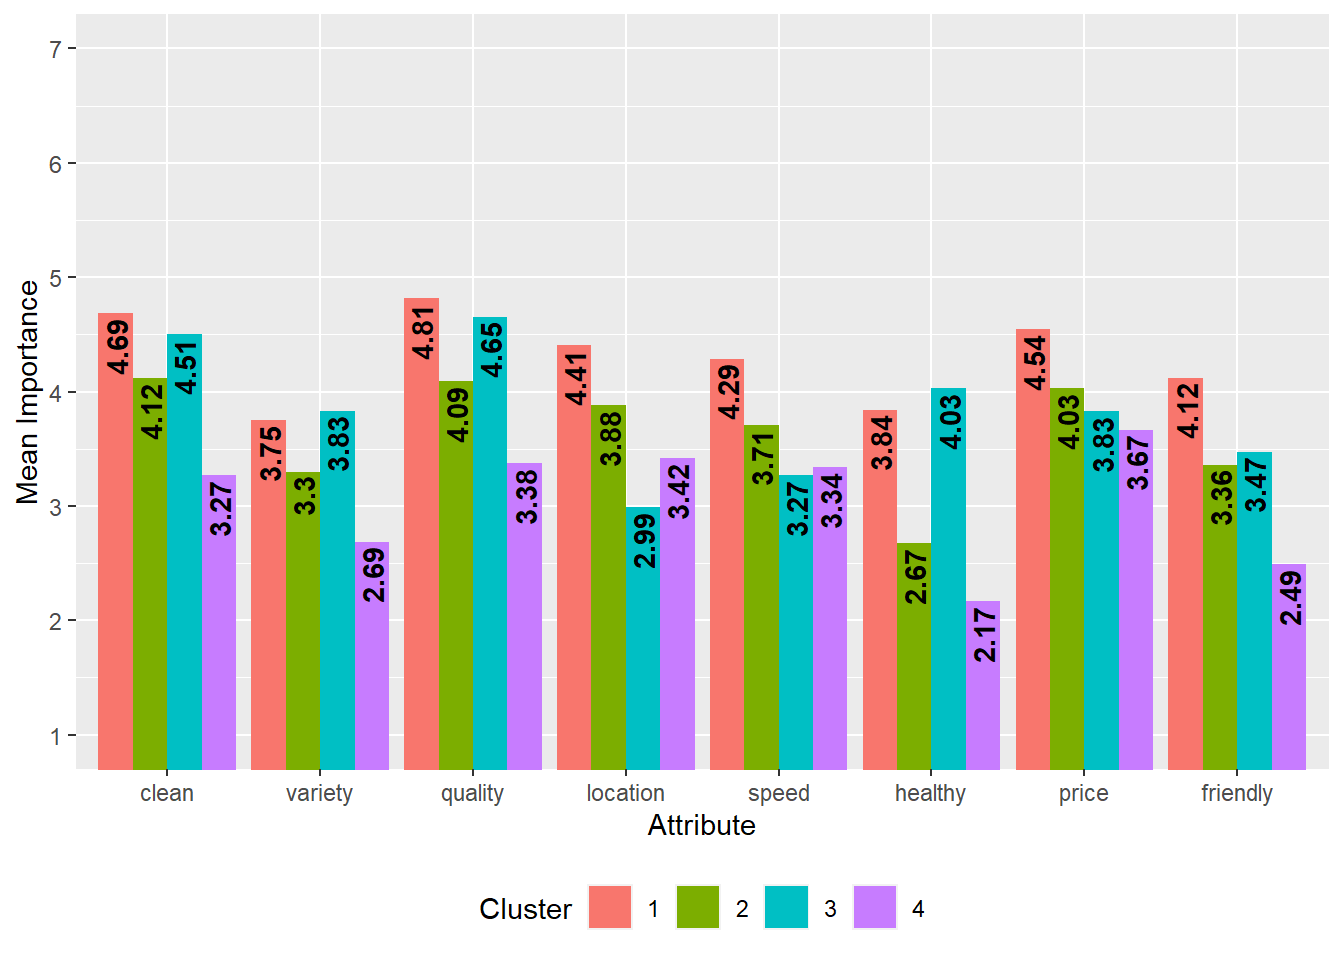 7
6
5
4
3
2
1
Mean Importance
4.69 4.12 4.51 3.27
3.75 3.3 3.83 2.69
4.81 4.09 4.65 3.38
4.41 3.88 2.99 3.42
4.29 3.71 3.27 3.34
3.84 2.67 4.03 2.17
4.54 4.03 3.83 3.67
4.12 3.36 3.47 2.49
clean variety quality location speed healthy price friendly
Attribute
Cluster 1 2 3 4